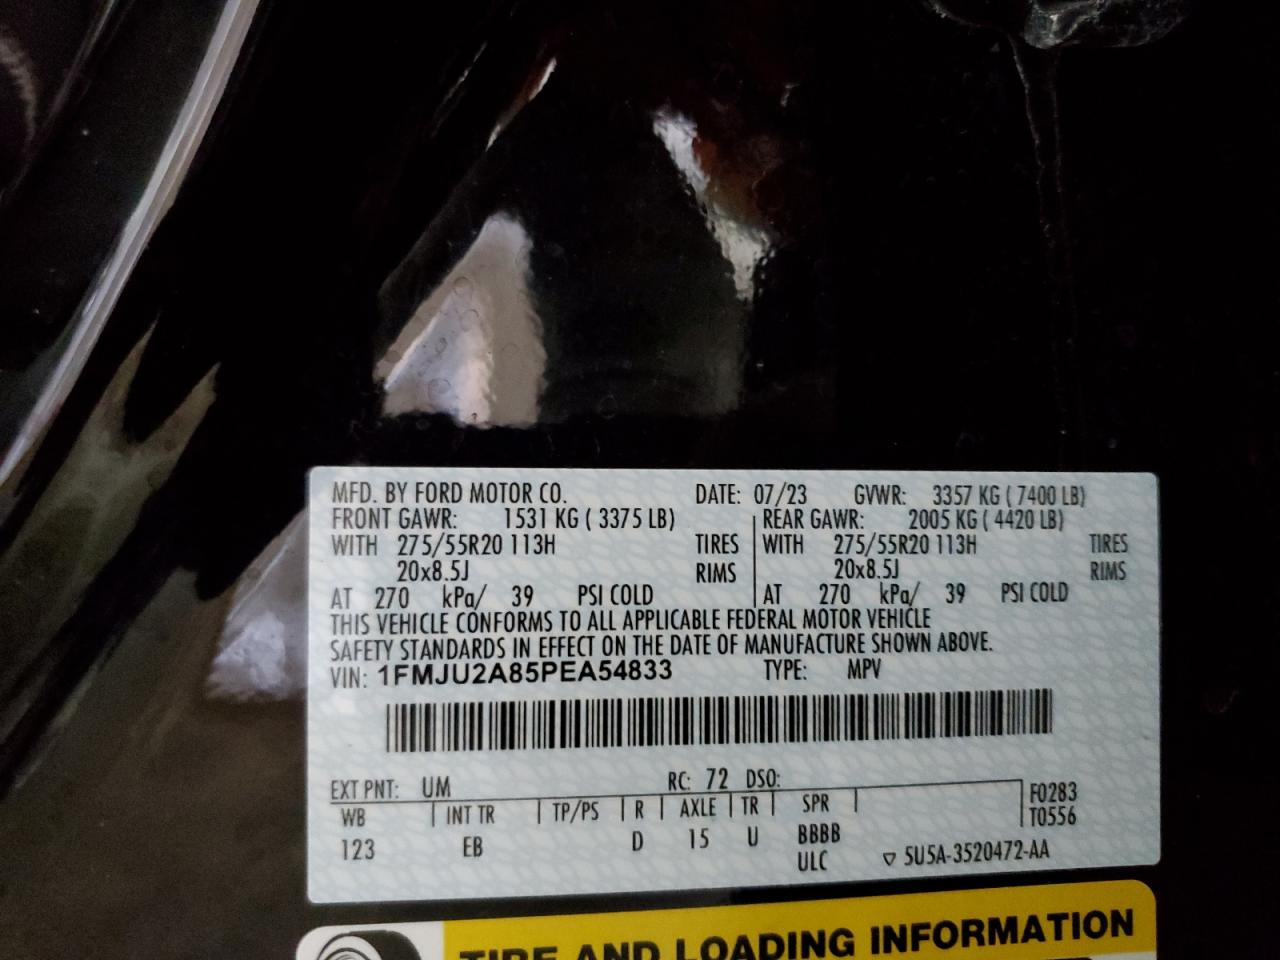 MFD. BY FORD MOTOR CO. DATE: 07/23 GVWR: 3357 KG ( 7400 LB)
FRONT GAWR: 1531 KG ( 3375 LB) REAR GAWR: 2005 KG ( 4420 LB)
WITH 275/55R20 113H TIRES WITH 275/55R20 113H TIRES
20x8.5J RIMS 20x8.5J RIMS
AT 270 kPa/ 39 PSI COLD AT 270 kPa/ 39 PSI COLD
THIS VEHICLE CONFORMS TO ALL APPLICABLE FEDERAL MOTOR VEHICLE
SAFETY STANDARDS IN EFFECT ON THE DATE OF MANUFACTURE SHOWN ABOVE.
VIN: 1FMJU2A85PEA54833 TYPE: MPV
EXT PNT: UM RC: 72 DSO:
WB INT TR TP/PS R AXLE TR SPR F0283
T0556
123 EB D 15 U BBBB
ULC ▽ 5U5A-3520472-AA
TIRE AND LOADING INFORMATION